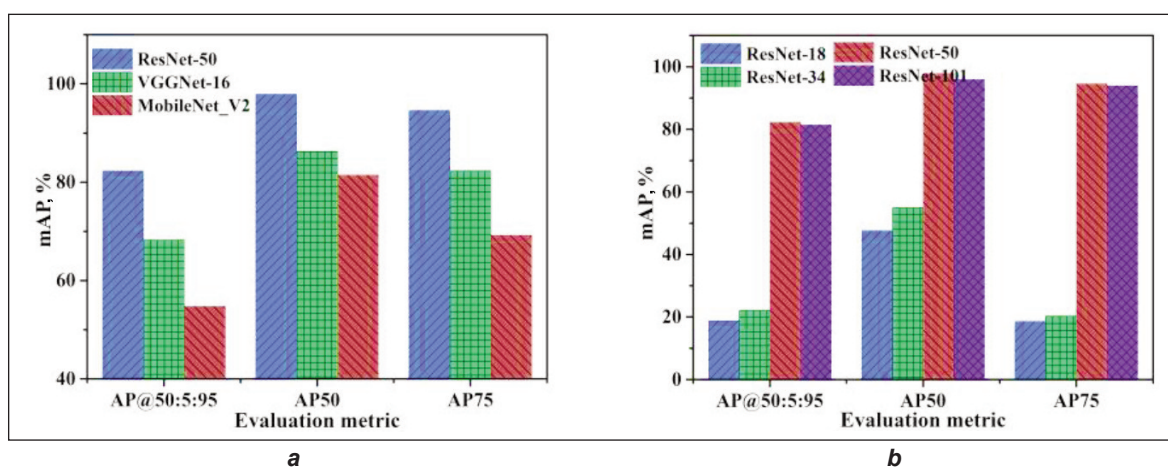 ResNet-50
VGGNet-16
MobileNet_V2
100
80
60
40
mAP, %
AP@50:5:95 AP50 AP75
Evaluation metric
a
ResNet-18 ResNet-50
ResNet-34 ResNet-101
100
80
60
40
20
0
mAP, %
AP@50:5:95 AP50 AP75
Evaluation metric
b